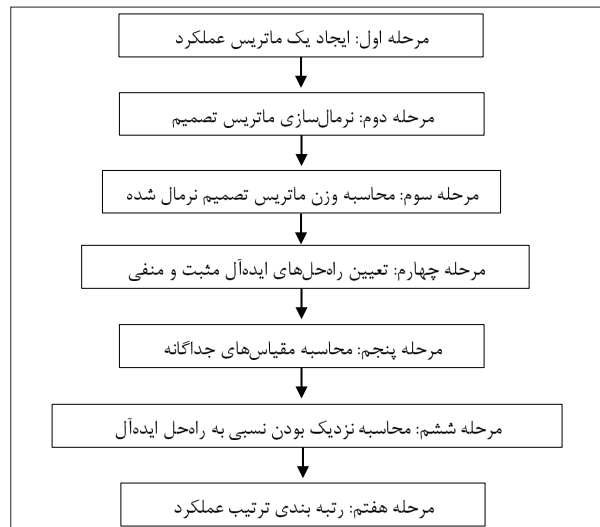 مرحله اول: ایجاد یک ماتریس عملکرد
مرحله دوم: نرمال‌سازی ماتریس تصمیم
مرحله سوم: محاسبه وزن ماتریس تصمیم نرمال شده
مرحله چهارم: تعیین راه‌حل‌های ایده‌آل مثبت و منفی
مرحله پنجم: محاسبه مقیاس‌های جداگانه
مرحله ششم: محاسبه نزدیک بودن نسبی به راه‌حل ایده‌آل
مرحله هفتم: رتبه بندی ترتیب عملکرد